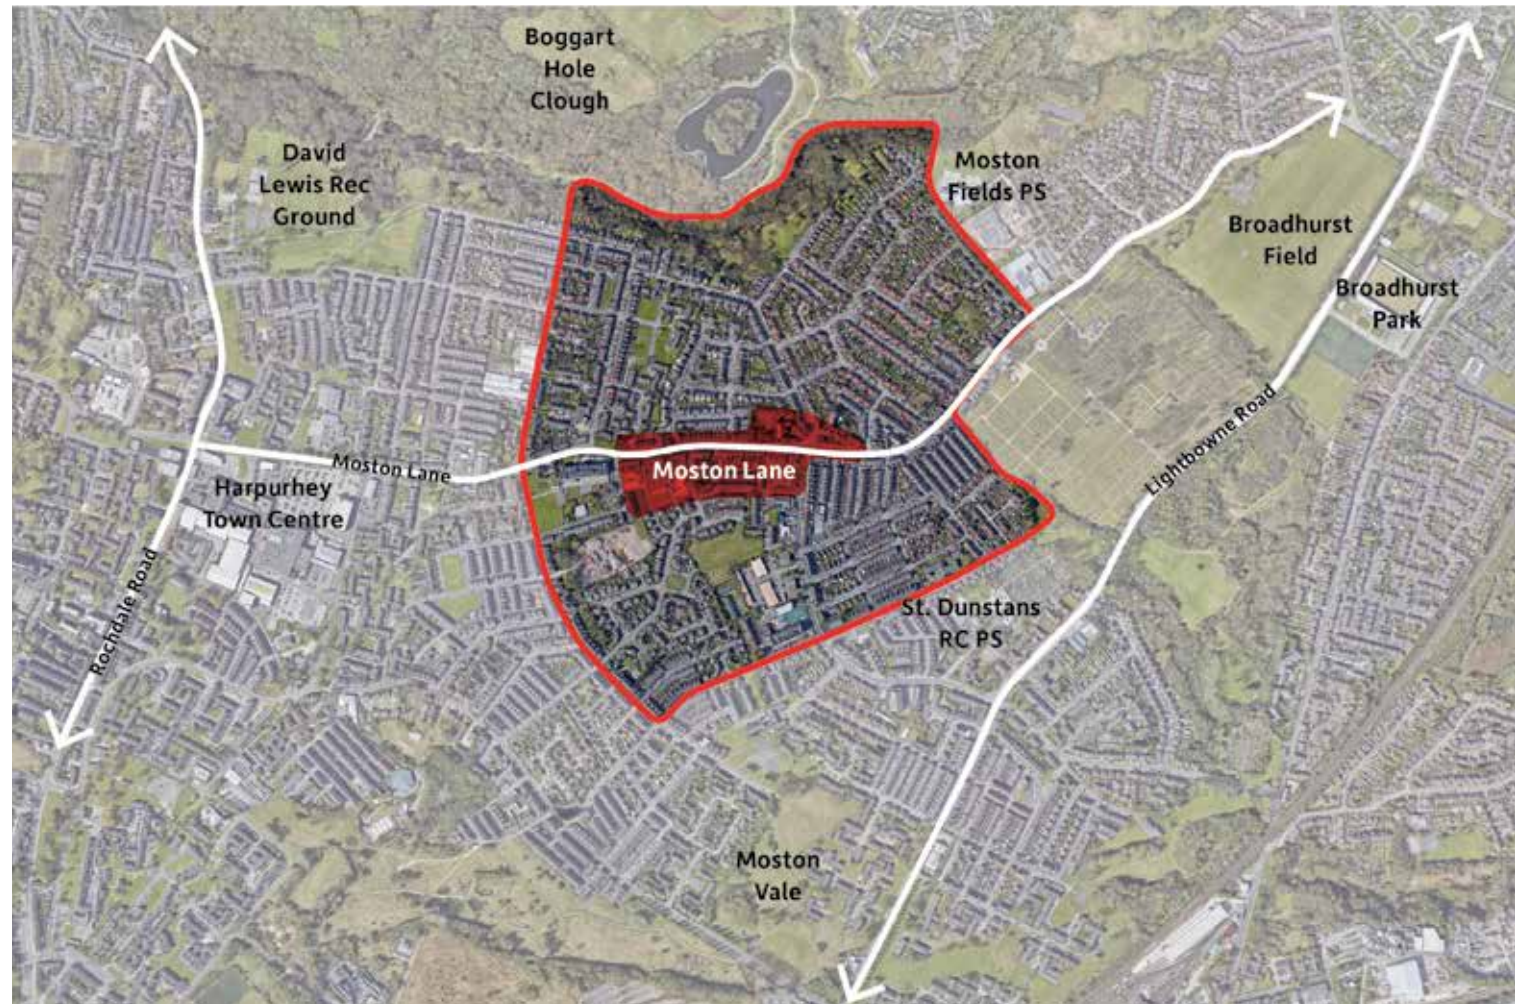 Boggart
Hole
Clough
David
Lewis Rec
Ground
Moston
Fields PS
Broadhurst
Field
Broadhurst
Park
Moston Lane
Moston Lane
Lightbowne Road
Harpurhey
Town Centre
Rochdale Road
St. Dunstans
RC PS
Moston
Vale